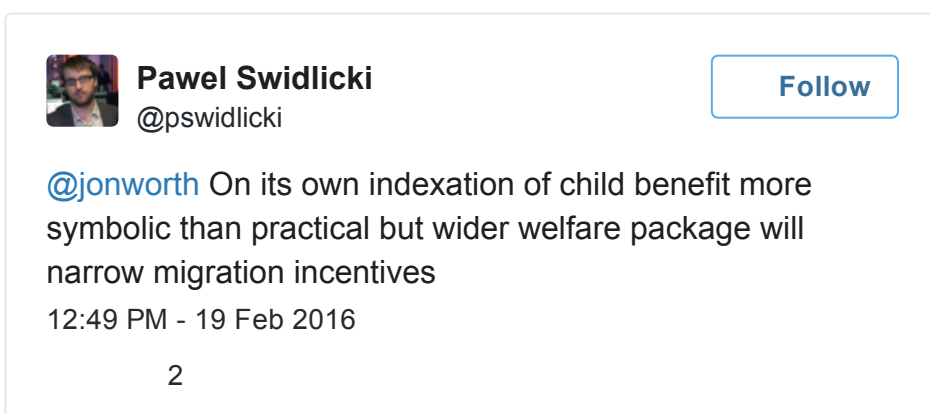 Pawel Swidlicki
@pswidlicki
Follow
@jonworth On its own indexation of child benefit more
symbolic than practical but wider welfare package will
narrow migration incentives
12:49 PM - 19 Feb 2016
2